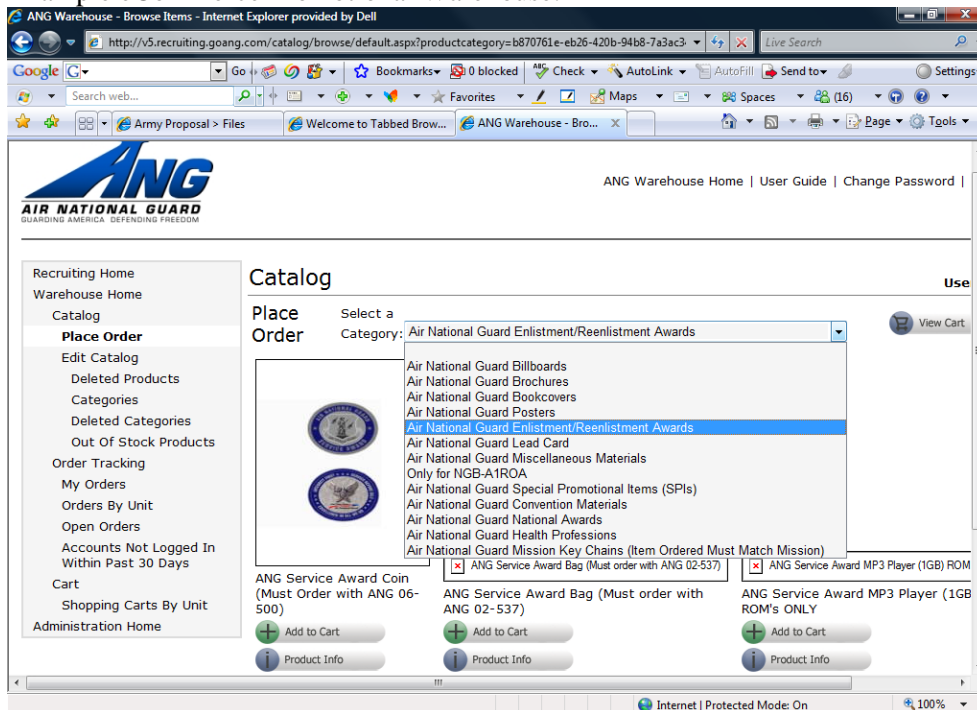 ANG Warehouse - Browse Items - Internet Explorer provided by Dell
http://v5.recruiting.goang.com/catalog/browse/default.aspx?productcategory=b870761e-eb26-420b-94b8-7a3ac3
Live Search
Google G Go Bookmarks 0 blocked Check AutoLink AutoFill Send to Settings
Search web... Favorites Maps Spaces (16)
Army Proposal > Files Welcome to Tabbed Brow... ANG Warehouse - Bro... X Page Tools
ANG
AIR NATIONAL GUARD
GUARDING AMERICA DEFENDING FREEDOM
ANG Warehouse Home | User Guide | Change Password |
Recruiting Home
Warehouse Home
Catalog
Place Order
Edit Catalog
Deleted Products
Categories
Deleted Categories
Out Of Stock Products
Order Tracking
My Orders
Orders By Unit
Open Orders
Accounts Not Logged In
Within Past 30 Days
Cart
Shopping Carts By Unit
Administration Home
Catalog
Use
Place Order
Select a Category:
Air National Guard Enlistment/Reenlistment Awards
View Cart
Air National Guard Billboards
Air National Guard Brochures
Air National Guard Bookcovers
Air National Guard Posters
Air National Guard Enlistment/Reenlistment Awards
Air National Guard Lead Card
Air National Guard Miscellaneous Materials
Only for NGB-A1ROA
Air National Guard Special Promotional Items (SPIs)
Air National Guard Convention Materials
Air National Guard National Awards
Air National Guard Health Professions
Air National Guard Mission Key Chains (Item Ordered Must Match Mission)
ANG Service Award Coin
(Must Order with ANG 06-
500)
Add to Cart
Product Info
ANG Service Award Bag (Must order with ANG 02-537)
ANG Service Award Bag (Must order with
ANG 02-537)
Add to Cart
Product Info
ANG Service Award MP3 Player (1GB) ROM
ANG Service Award MP3 Player (1GB
ROM's ONLY
Add to Cart
Product Info
Internet | Protected Mode: On
100%